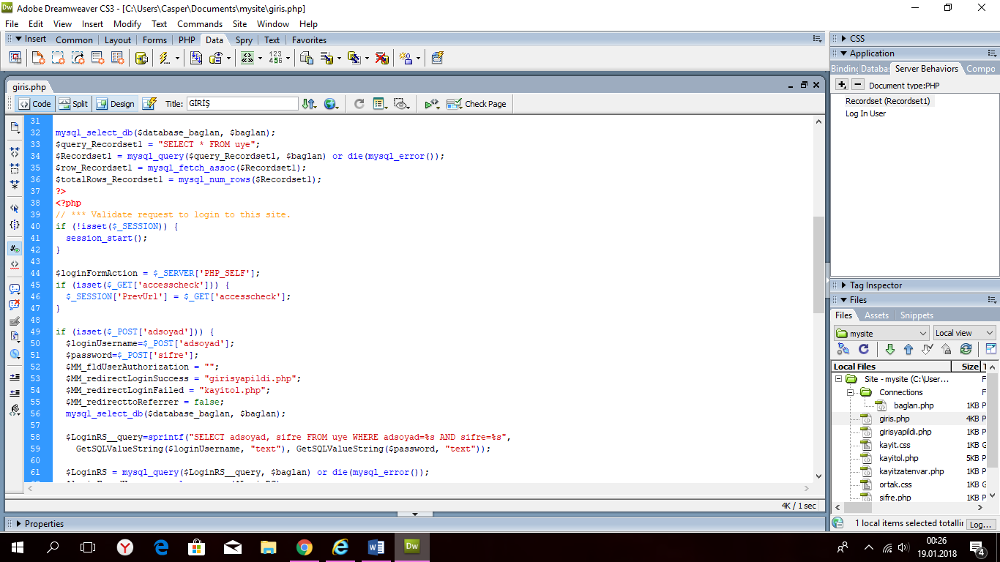 Adobe Dreamweaver CS3 - [C:\Users\Casper\Documents\mysite\giris.php]
File Edit View Insert Modify Text Commands Site Window Help
Insert Common Layout Forms PHP Data Spry Text Favorites
giris.php
Code Split Design Title: GİRİŞ Check Page
31
32 mysql_select_db($database_baglan, $baglan);
33 $query_Recordset1 = "SELECT * FROM uye";
34 $Recordset1 = mysql_query($query_Recordset1, $baglan) or die(mysql_error());
35 $row_Recordset1 = mysql_fetch_assoc($Recordset1);
36 $totalRows_Recordset1 = mysql_num_rows($Recordset1);
37 ?>
38 <?php
39 // *** Validate request to login to this site.
40 if (!isset($_SESSION)) {
41 session_start();
42 }
43
44 $loginFormAction = $_SERVER['PHP_SELF'];
45 if (isset($_GET['accesscheck'])) {
46 $_SESSION['PrevUrl'] = $_GET['accesscheck'];
47 }
48
49 if (isset($_POST['adsoyad'])) {
50 $loginUsername=$_POST['adsoyad'];
51 $password=$_POST['sifre'];
52 $MM_fldUserAuthorization = "";
53 $MM_redirectLoginSuccess = "girisyapildi.php";
54 $MM_redirectLoginFailed = "kayitol.php";
55 $MM_redirecttoReferrer = false;
56 mysql_select_db($database_baglan, $baglan);
57
58 $LoginRS__query=sprintf("SELECT adsoyad, sifre FROM uye WHERE adsoyad=%s AND sifre=%s",
59 GetSQLValueString($loginUsername, "text"), GetSQLValueString($password, "text"));
60
61 $LoginRS = mysql_query($LoginRS__query, $baglan) or die(mysql_error());
4K / 1 sec
Properties
CSS
Application
Bindin Databa Server Behaviors Compo
Document type:PHP
Recordset (Recordset1)
Log In User
Tag Inspector
Files
Files Assets Snippets
mysite Local view
Local Files Size T
Site - mysite (C:\User... F
Connections F
baglan.php 1KB P
giris.php 4KB P
girisyapildi.php 1KB P
kayit.css 1KB C
kayitol.php 5KB P
kayitzatenvar.php 1KB P
ortak.css 1KB C
sifre.php 1KB P
1 local items selected totallin Log...
00:26
19.01.2018
4